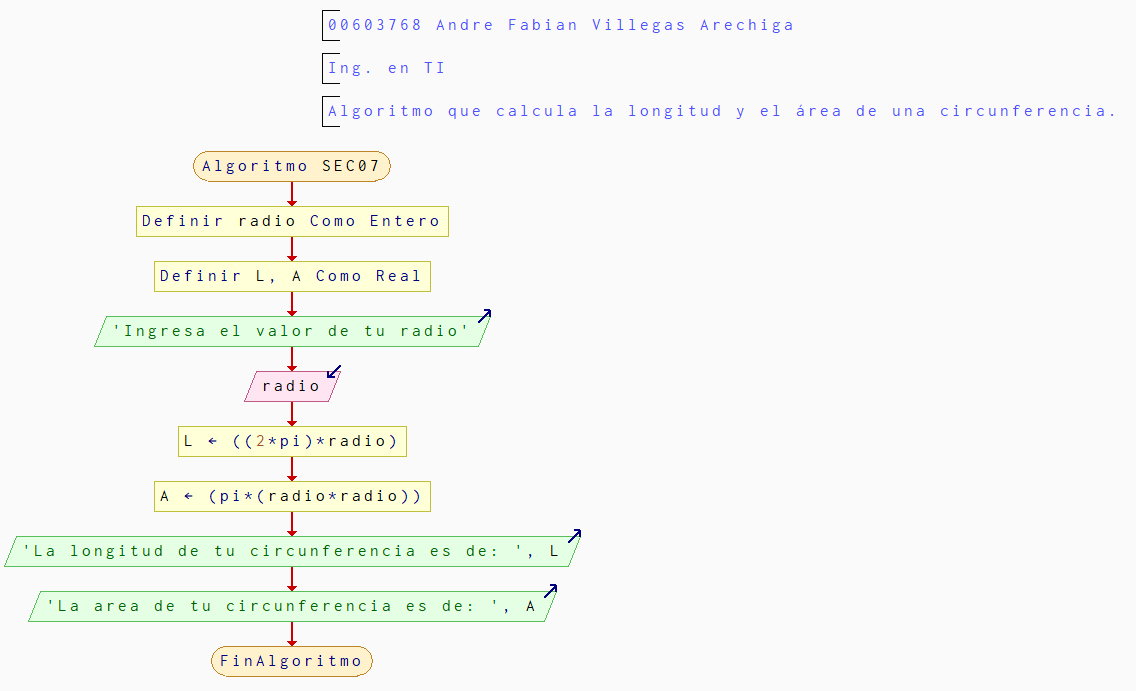 00603768 Andre Fabian Villegas Arechiga
Ing. en TI
Algoritmo que calcula la longitud y el área de una circunferencia.
Algoritmo SEC07
Definir radio Como Entero
Definir L, A Como Real
'Ingresa el valor de tu radio'
radio
L ← ((2*pi)*radio)
A ← (pi*(radio*radio))
'La longitud de tu circunferencia es de: ', L
'La area de tu circunferencia es de: ', A
FinAlgoritmo